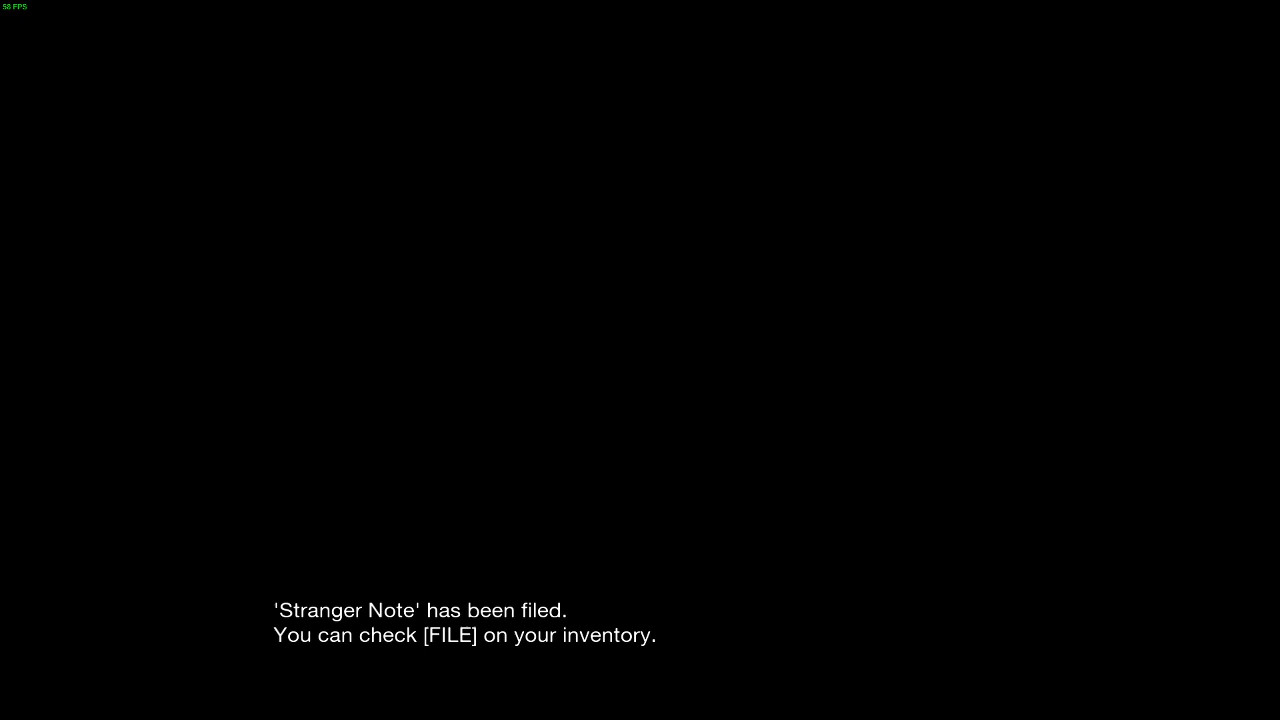 58 FPS
'Stranger Note' has been filed.
You can check [FILE] on your inventory.